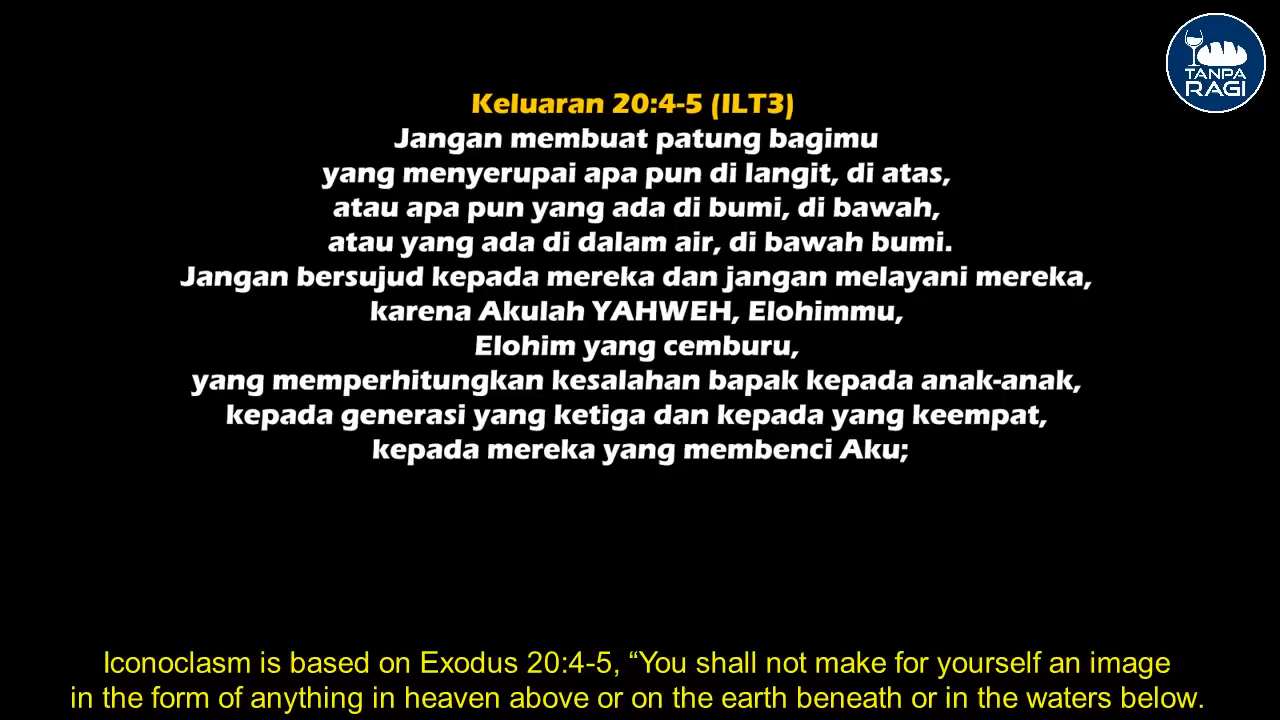 TANPA
RAGI
Keluaran 20:4-5 (ILT3)
Jangan membuat patung bagimu
yang menyerupai apa pun di langit, di atas,
atau apa pun yang ada di bumi, di bawah,
atau yang ada di dalam air, di bawah bumi.
Jangan bersujud kepada mereka dan jangan melayani mereka,
karena Akulah YAHWEH, Elohimmu,
Elohim yang cemburu,
yang memperhitungkan kesalahan bapak kepada anak-anak,
kepada generasi yang ketiga dan kepada yang keempat,
kepada mereka yang membenci Aku;
Iconoclasm is based on Exodus 20:4-5, “You shall not make for yourself an image
in the form of anything in heaven above or on the earth beneath or in the waters below.